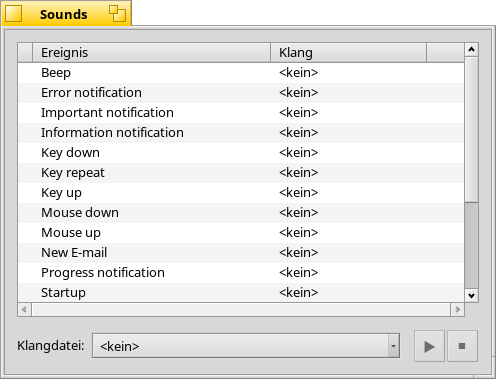 Sounds
Ereignis Klang
Beep <kein>
Error notification <kein>
Important notification <kein>
Information notification <kein>
Key down <kein>
Key repeat <kein>
Key up <kein>
Mouse down <kein>
Mouse up <kein>
New E-mail <kein>
Progress notification <kein>
Startup <kein>
Klangdatei: <kein>